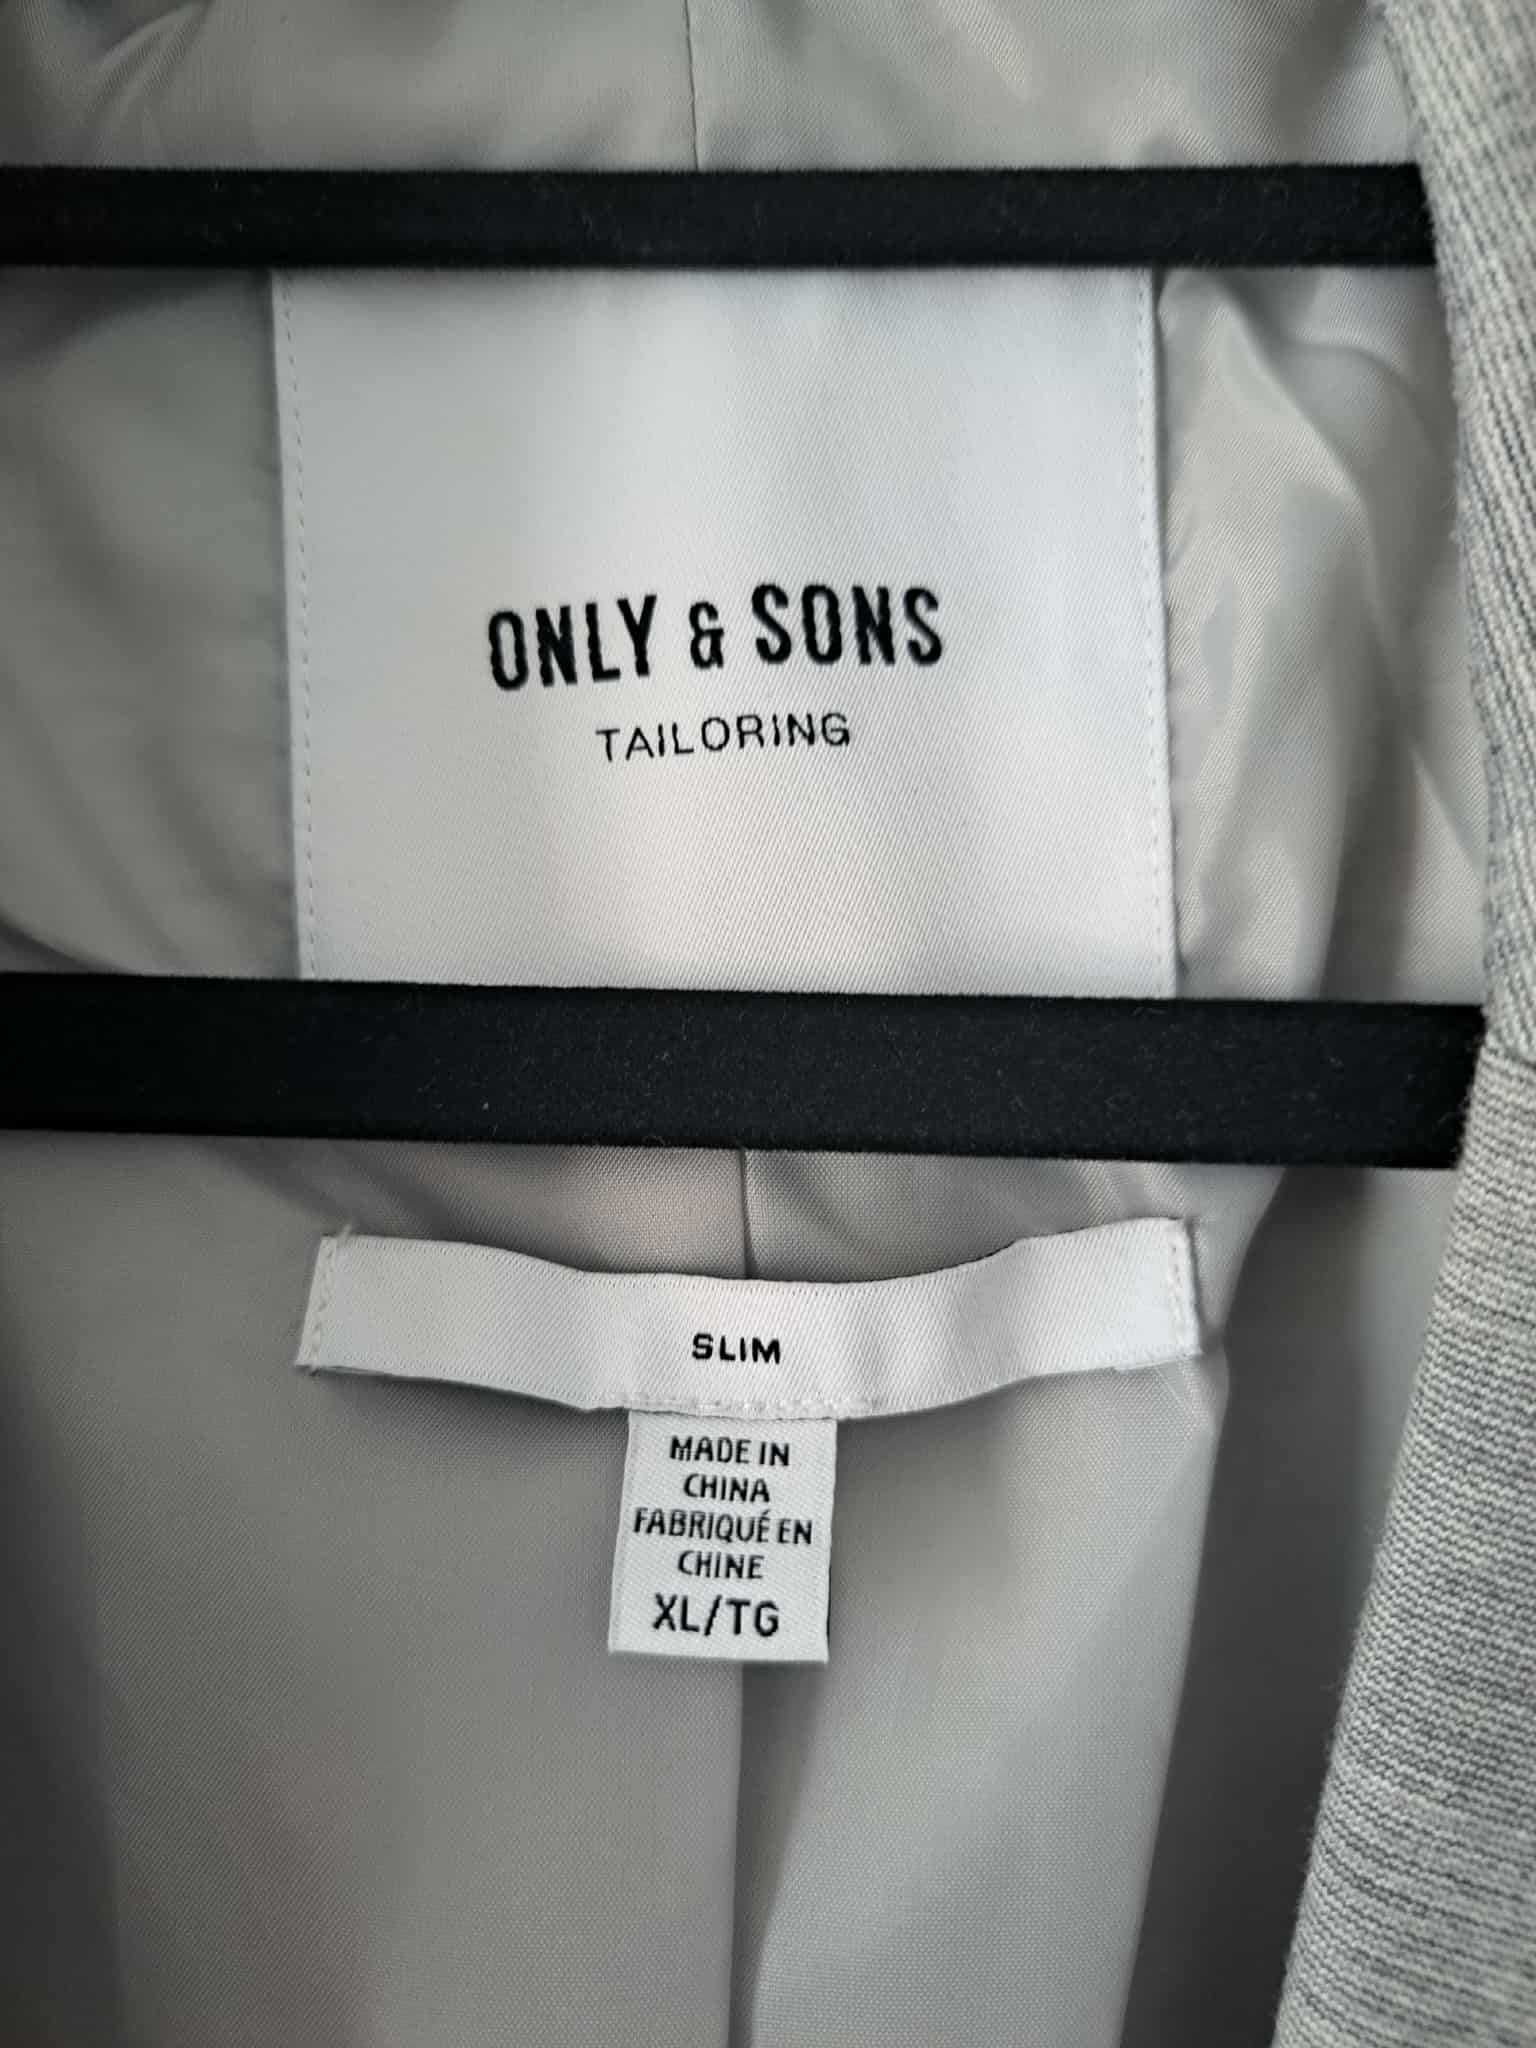 ONLY & SONS
TAILORING
SLIM
MADE IN
CHINA
FABRIQUÉ EN
CHINE
XL/TG